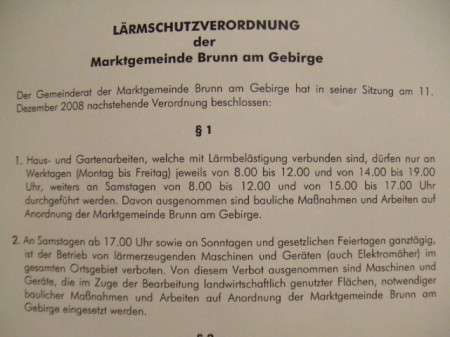 LÄRMSCHUTZVERORDNUNG
der
Marktgemeinde Brunn am Gebirge
Der Gemeinderat der Marktgemeinde Brunn am Gebirge hat in seiner Sitzung am 11.
Dezember 2008 nachstehende Verordnung beschlossen:
§ 1
1. Haus- und Gartenarbeiten, welche mit Lärmbelästigung verbunden sind, dürfen nur an
Werktagen (Montag bis Freitag) jeweils von 8.00 bis 12.00 und von 14.00 bis 19.00
Uhr, weiters an Samstagen von 8.00 bis 12.00 und von 15.00 bis 17.00 Uhr
durchgeführt werden. Davon ausgenommen sind bauliche Maßnahmen und Arbeiten auf
Anordnung der Marktgemeinde Brunn am Gebirge.
2. An Samstagen ab 17.00 Uhr sowie an Sonntagen und gesetzlichen Feiertagen ganztägig,
ist der Betrieb von lärmerzeugenden Maschinen und Geräten (auch Elektromäher) im
gesamten Ortsgebiet verboten. Von diesem Verbot ausgenommen sind Maschinen und
Geräte, die im Zuge der Bearbeitung landwirtschaftlich genutzter Flächen, notwendiger
baulicher Maßnahmen und Arbeiten auf Anordnung der Marktgemeinde Brunn am
Gebirge eingesetzt werden.